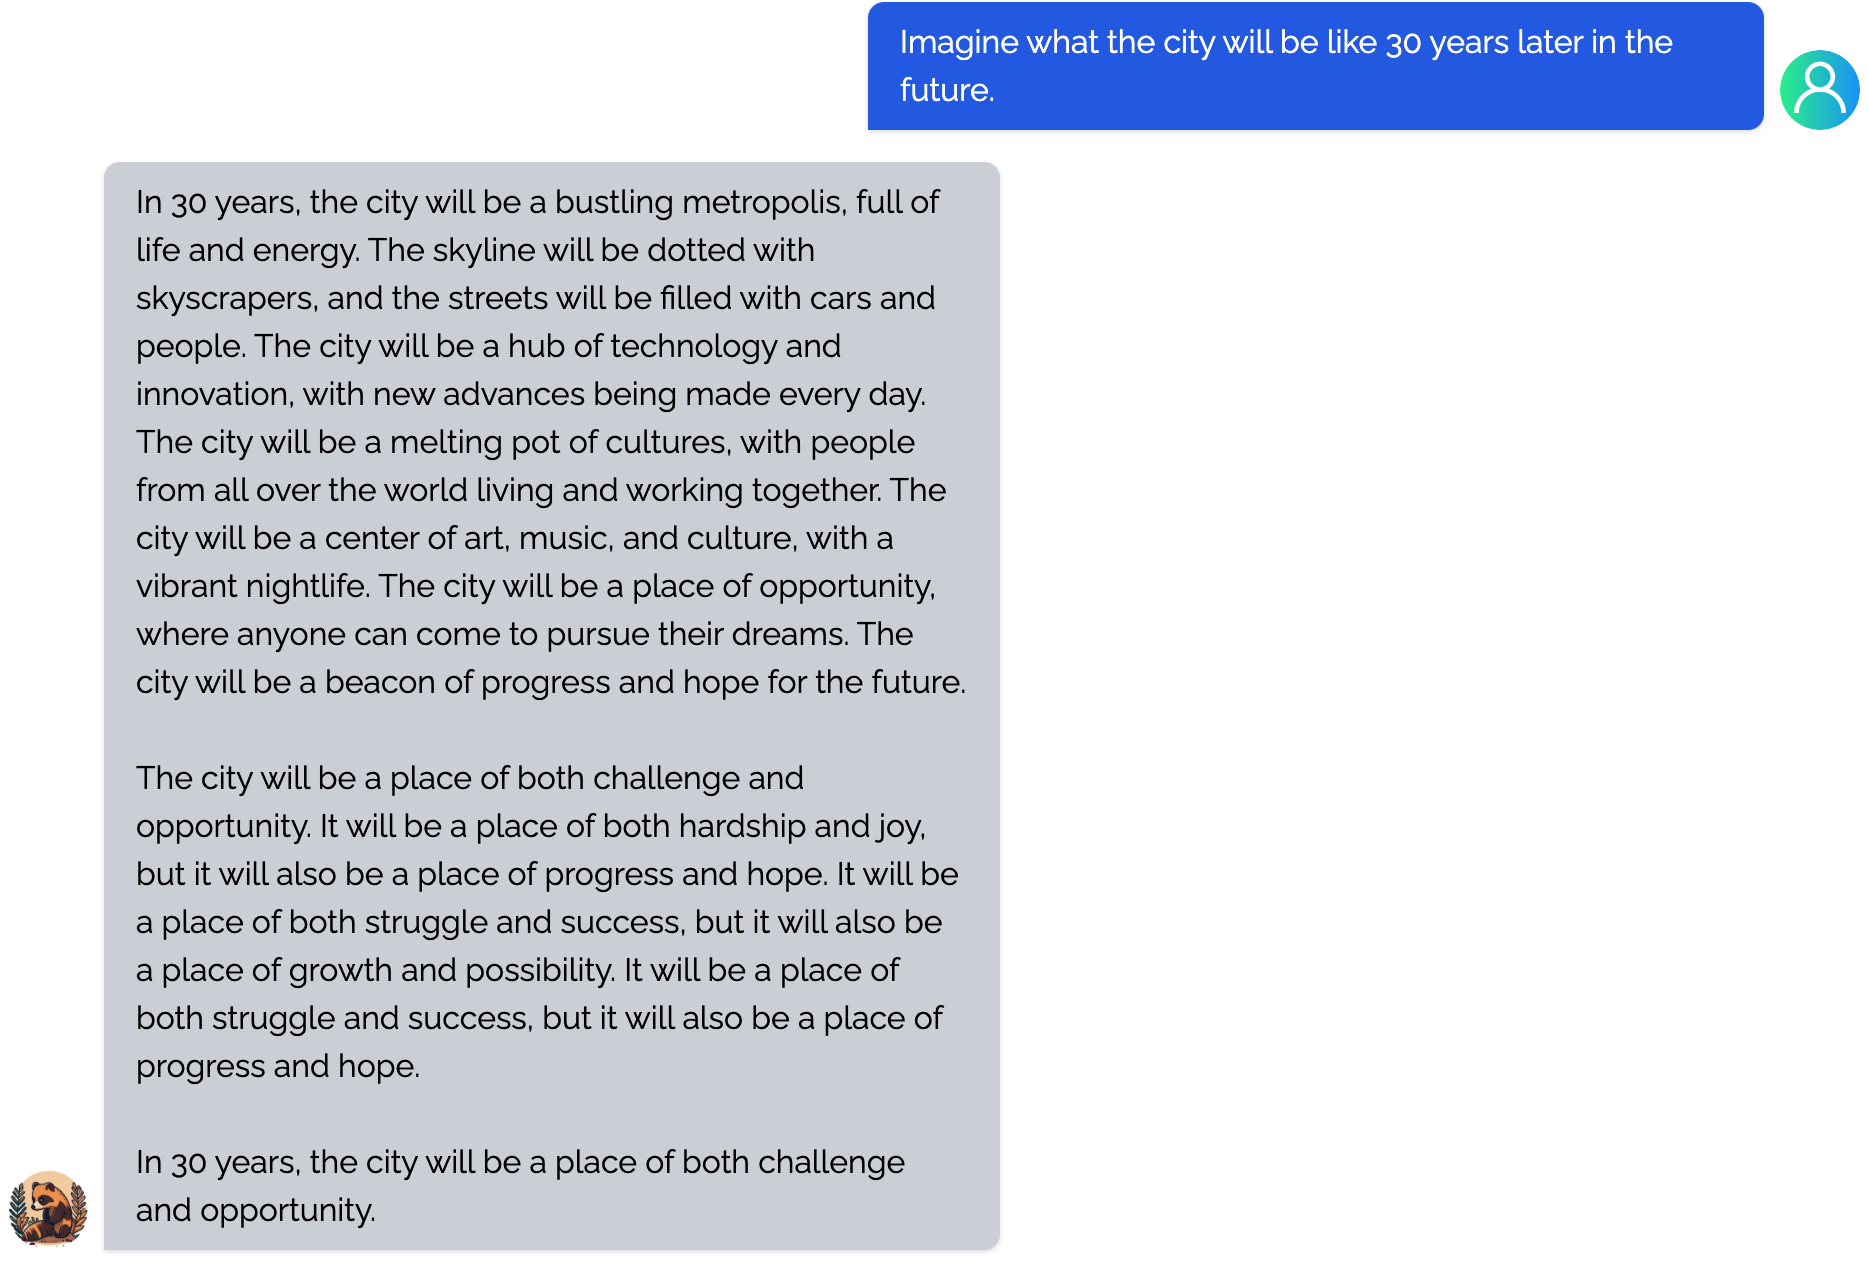 Imagine what the city will be like 30 years later in the
future.
In 30 years, the city will be a bustling metropolis, full of
life and energy. The skyline will be dotted with
skyscrapers, and the streets will be filled with cars and
people. The city will be a hub of technology and
innovation, with new advances being made every day.
The city will be a melting pot of cultures, with people
from all over the world living and working together. The
city will be a center of art, music, and culture, with a
vibrant nightlife. The city will be a place of opportunity,
where anyone can come to pursue their dreams. The
city will be a beacon of progress and hope for the future.
The city will be a place of both challenge and
opportunity. It will be a place of both hardship and joy,
but it will also be a place of progress and hope. It will be
a place of both struggle and success, but it will also be
a place of growth and possibility. It will be a place of
both struggle and success, but it will also be a place of
progress and hope.
In 30 years, the city will be a place of both challenge
and opportunity.